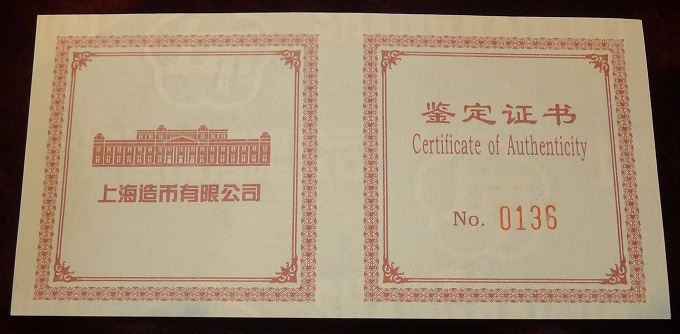 上海造币有限公司
鉴定证书
Certificate of Authenticity
No. 0136